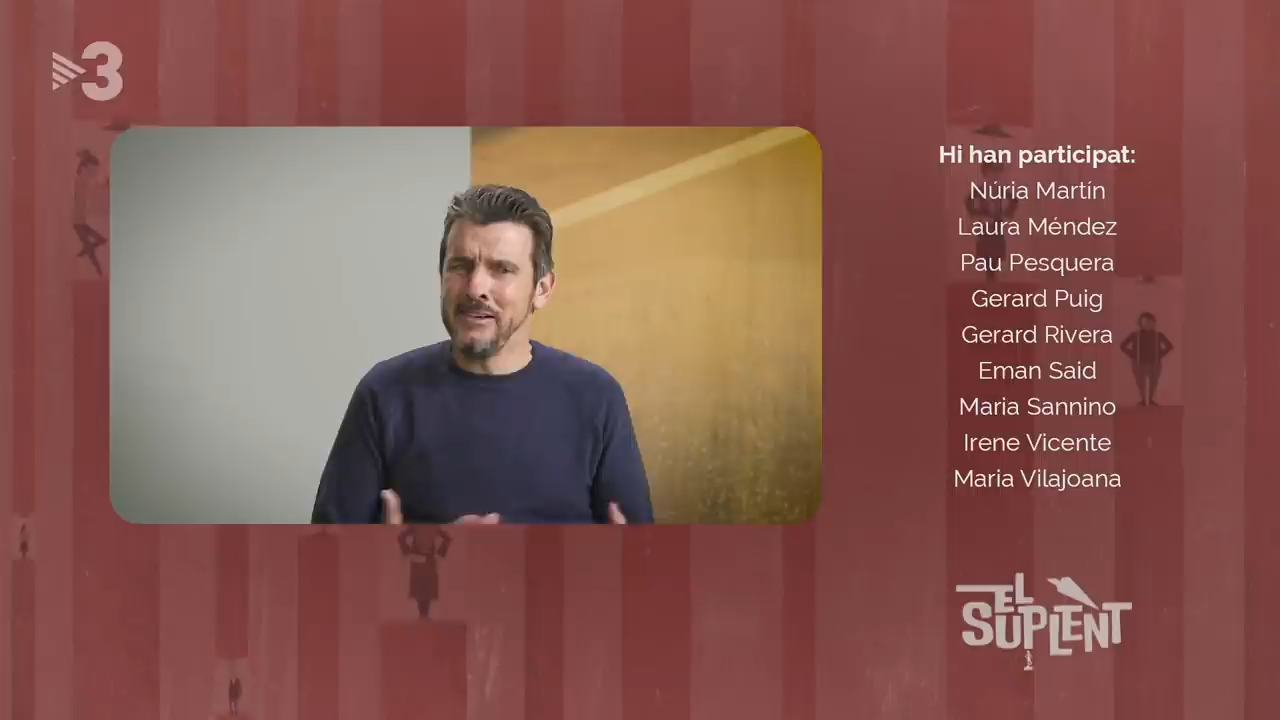 3
Hi han participat:
Núria Martín
Laura Méndez
Pau Pesquera
Gerard Puig
Gerard Rivera
Eman Said
Maria Sannino
Irene Vicente
Maria Vilajoana
EL
SUPLENT